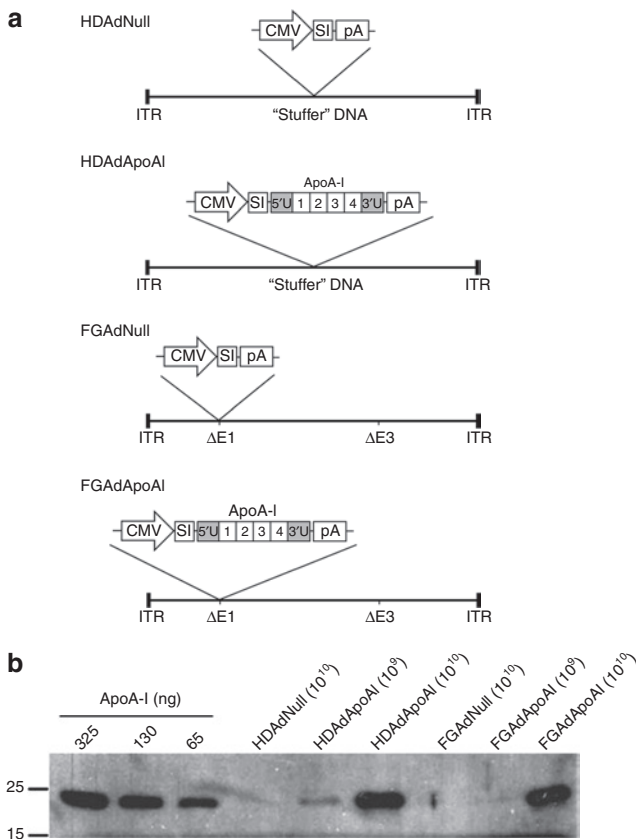 a
HDAdNull
CMV SI pA
ITR "Stuffer" DNA ITR
HDAdApoAI
ApoA-I
CMV SI 5′U 1 2 3 4 3′U pA
ITR "Stuffer" DNA ITR
FGAdNull
CMV SI pA
ITR ΔE1 ΔE3 ITR
FGAdApoAI
ApoA-I
CMV SI 5′U 1 2 3 4 3′U pA
ITR ΔE1 ΔE3 ITR
b
ApoA-I (ng)
325 130 65 HDAdNull (10¹⁰) HDAdApoAI (10⁹) HDAdApoAI (10¹⁰) FGAdNull (10¹⁰) FGAdApoAI (10⁹) FGAdApoAI (10¹⁰)
25
15